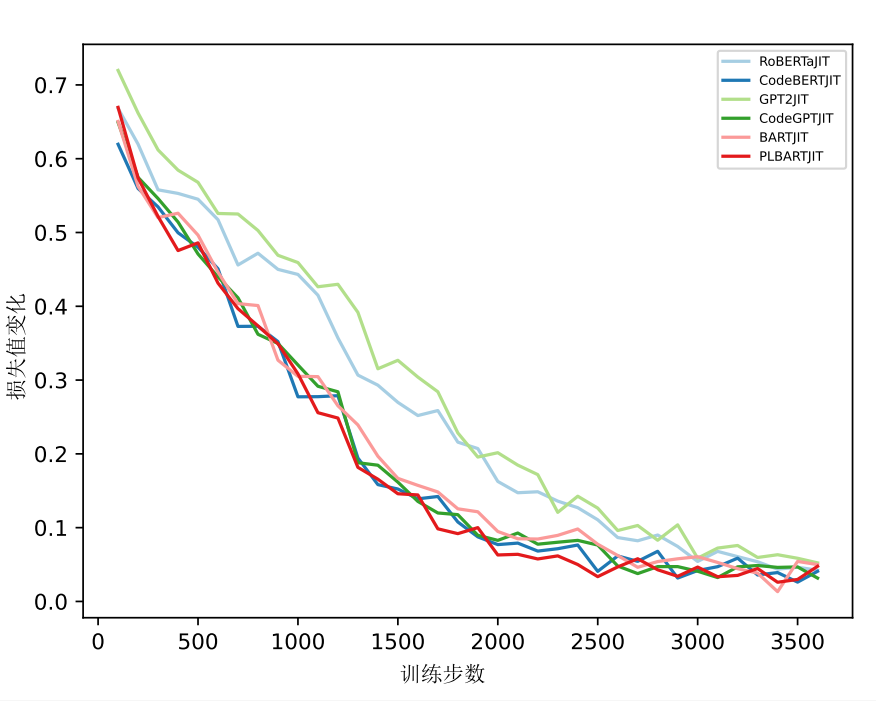 0.7
0.6
0.5
0.4
0.3
0.2
0.1
0.0
损失值变化
RoBERTaJIT
CodeBERTJIT
GPT2JIT
CodeGPTJIT
BARTJIT
PLBARTJIT
0 500 1000 1500 2000 2500 3000 3500
训练步数